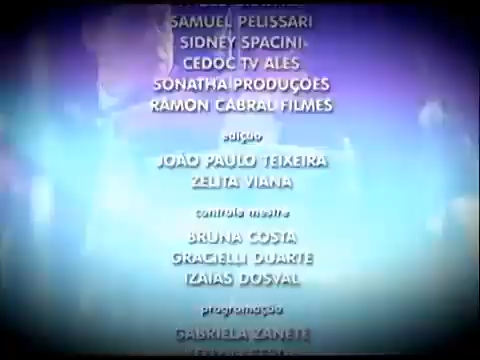 SAMUEL PELISSARI
SIDNEY SPACINI
CEDOC TV ALES
SONATHA PRODUÇÕES
RAMON CABRAL FILMES
edição
JOÃO PAULO TEIXEIRA
ZELITA VIANA
controle mestre
BRUNA COSTA
GRACIELLI DUARTE
IZAIAS DOSVAL
programação
GABRIELA ZANETE